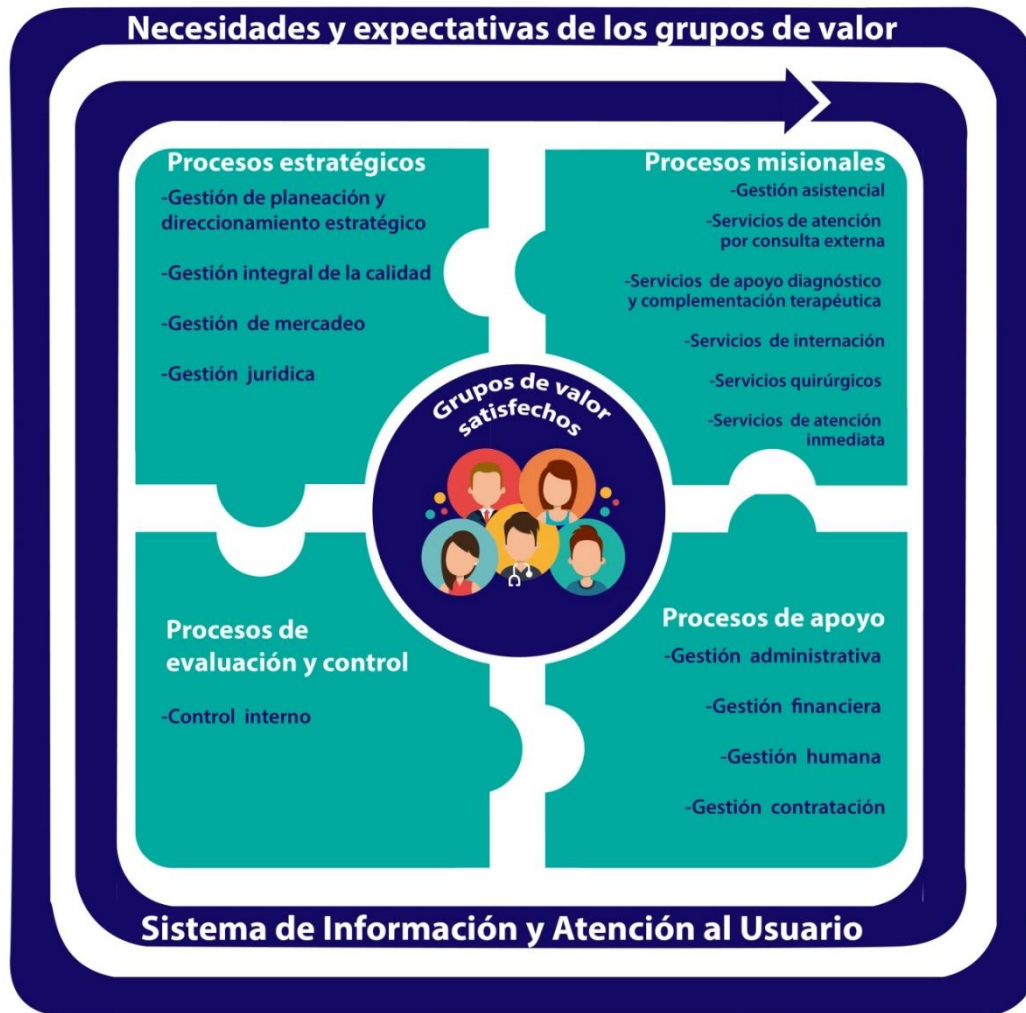 Necesidades y expectativas de los grupos de valor
Procesos estratégicos
-Gestión de planeación y
direccionamiento estratégico
-Gestión integral de la calidad
-Gestión de mercadeo
-Gestión juridica
Procesos misionales
-Gestión asistencial
-Servicios de atención
por consulta externa
-Servicios de apoyo diagnóstico
y complementación terapéutica
-Servicios de internación
-Servicios quirúrgicos
-Servicios de atención
inmediata
Grupos de valor
satisfechos
Procesos de
evaluación y control
-Control interno
Procesos de apoyo
-Gestión administrativa
-Gestión financiera
-Gestión humana
-Gestión contratación
Sistema de Información y Atención al Usuario